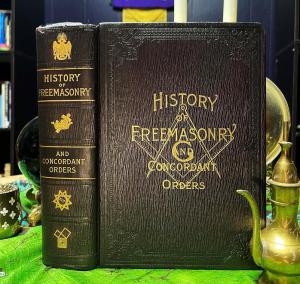 HISTORY
OF
FREEMASONRY
AND
CONCORDANT
ORDERS
HISTORY
OF
FREEMASONRY
G
AND
CONCORDANT
ORDERS